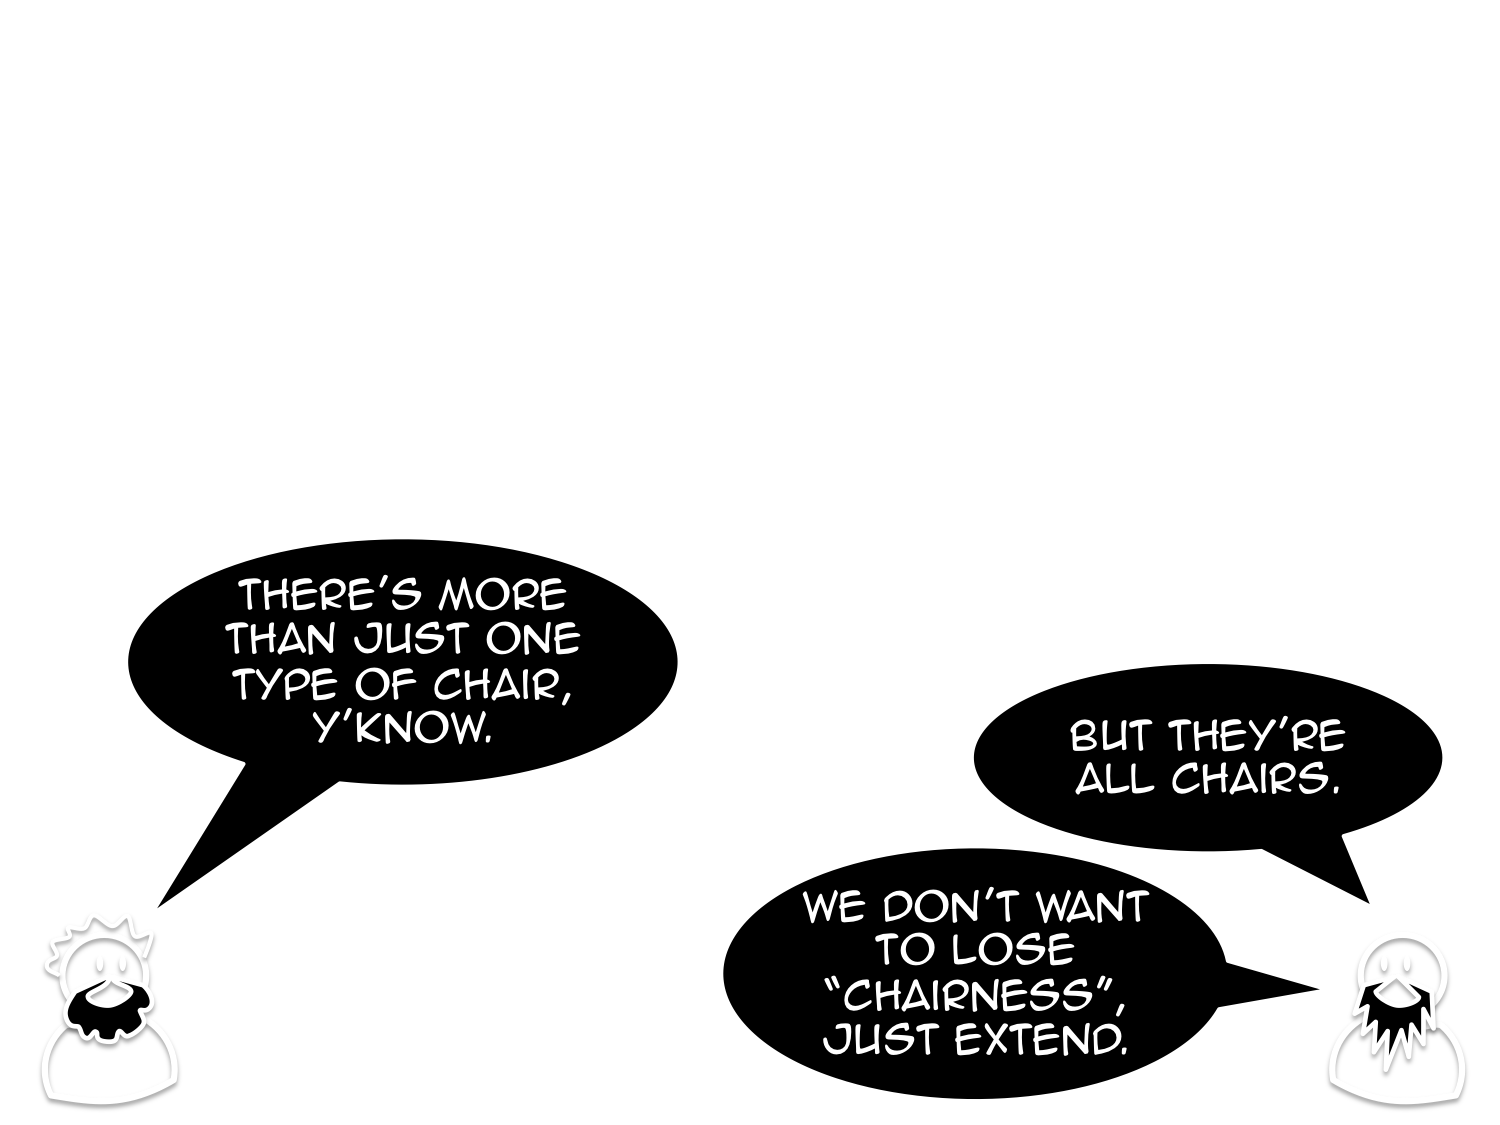 THERE'S MORE
THAN JUST ONE
TYPE OF CHAIR,
Y'KNOW.
BUT THEY'RE
ALL CHAIRS.
WE DON'T WANT
TO LOSE
“CHAIRNESS”,
JUST EXTEND.